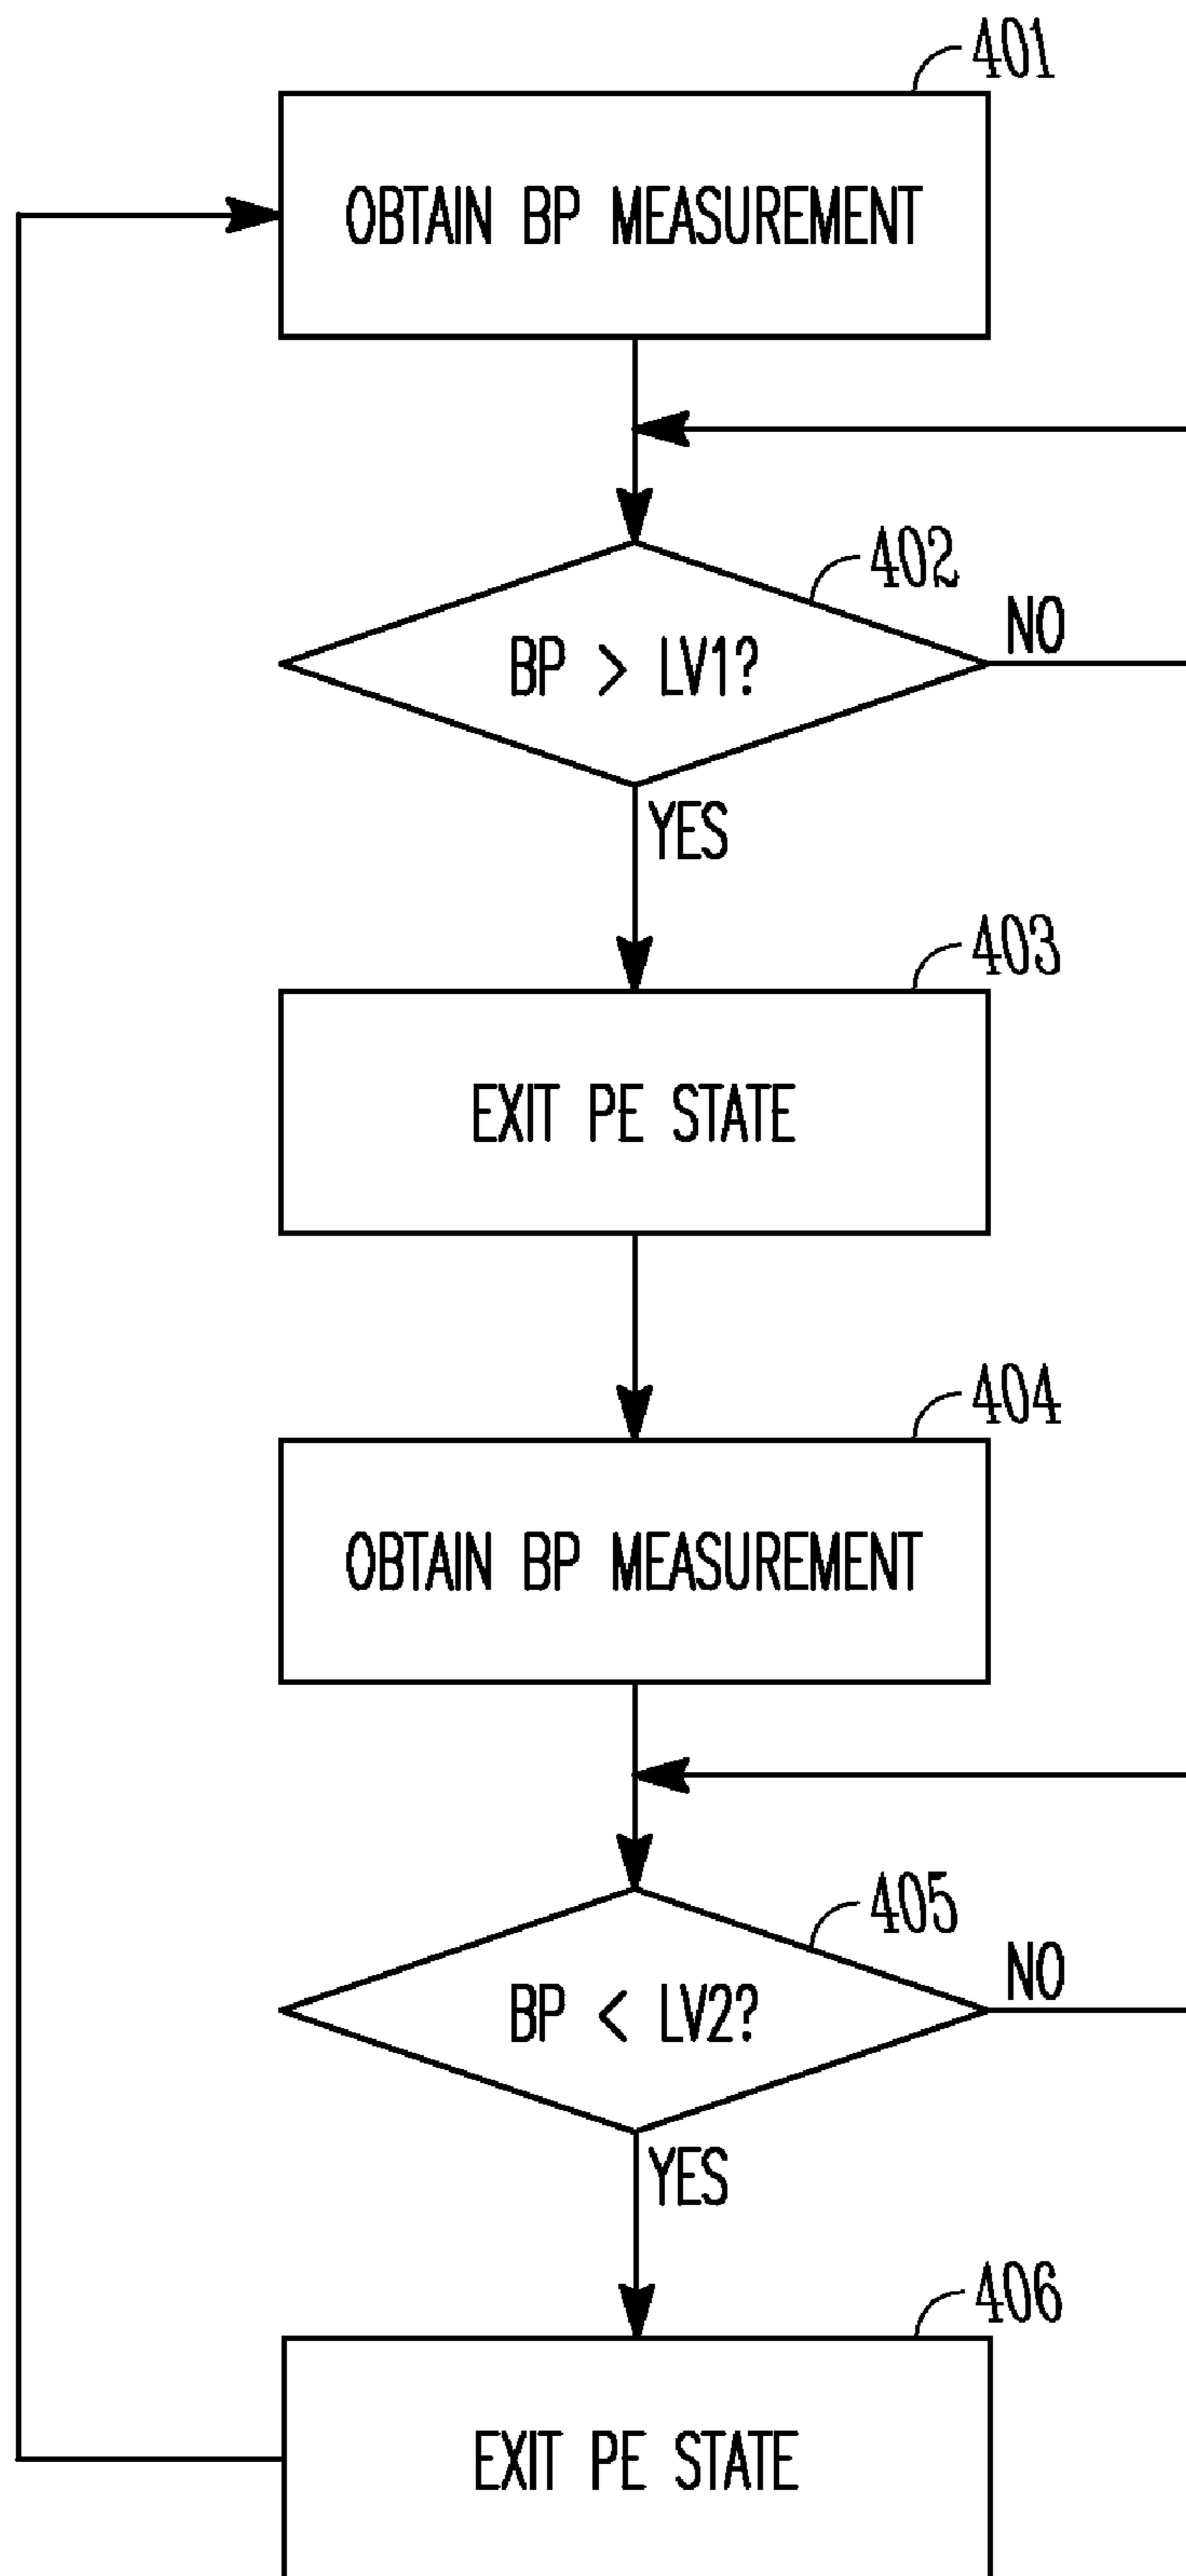 401
OBTAIN BP MEASUREMENT
402
BP > LV1?
NO
YES
403
EXIT PE STATE
404
OBTAIN BP MEASUREMENT
405
BP < LV2?
NO
YES
406
EXIT PE STATE